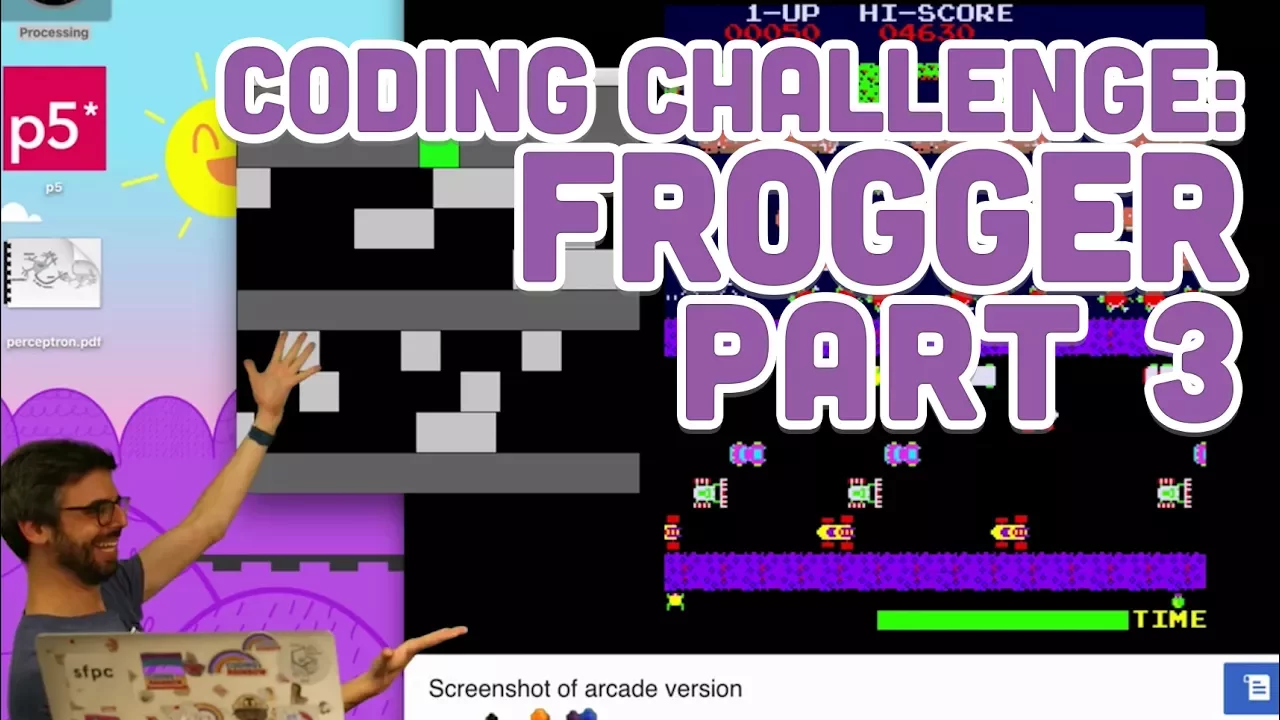 Processing
1-UP HI-SCORE
00050 04630
CODING CHALLENGE:
FROGGER
PART 3
p5*
p5
perceptron.pdf
TIME
sfpc
Screenshot of arcade version